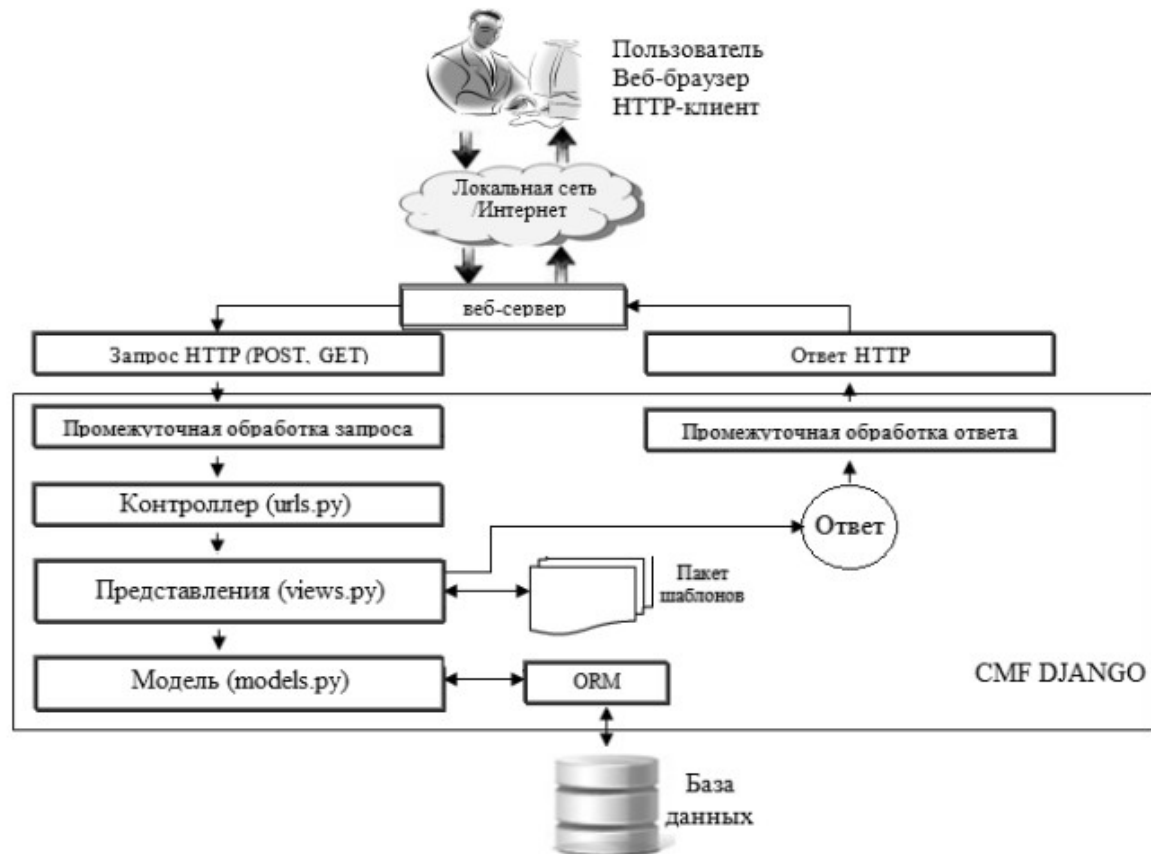 Пользователь
Веб-браузер
HTTP-клиент
Локальная сеть
/Интернет
веб-сервер
Запрос HTTP (POST, GET)
Ответ HTTP
Промежуточная обработка запроса
Промежуточная обработка ответа
Контроллер (urls.py)
Ответ
Представления (views.py)
Пакет
шаблонов
Модель (models.py)
ORM
CMF DJANGO
База
данных